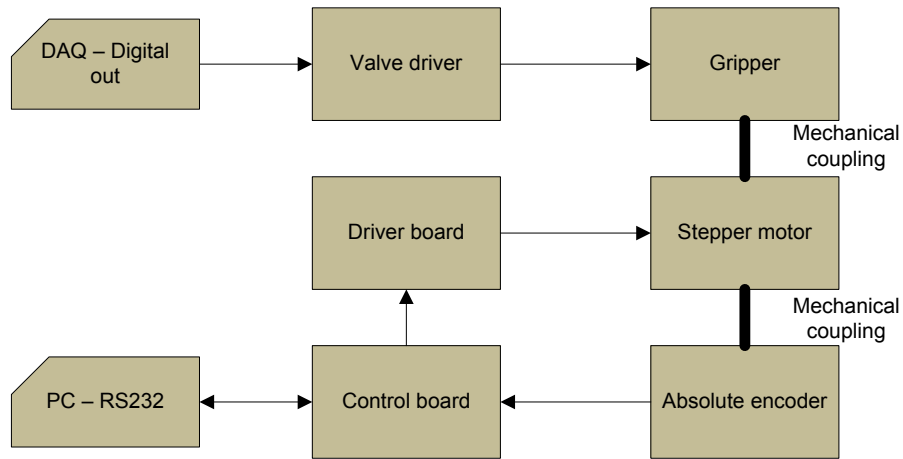 DAQ – Digital
out
Valve driver
Gripper
Mechanical
coupling
Driver board
Stepper motor
Mechanical
coupling
PC – RS232
Control board
Absolute encoder